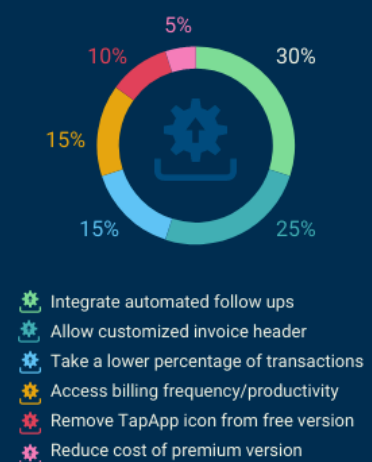 5%
10%
30%
15%
15%
25%
Integrate automated follow ups
Allow customized invoice header
Take a lower percentage of transactions
Access billing frequency/productivity
Remove TapApp icon from free version
Reduce cost of premium version